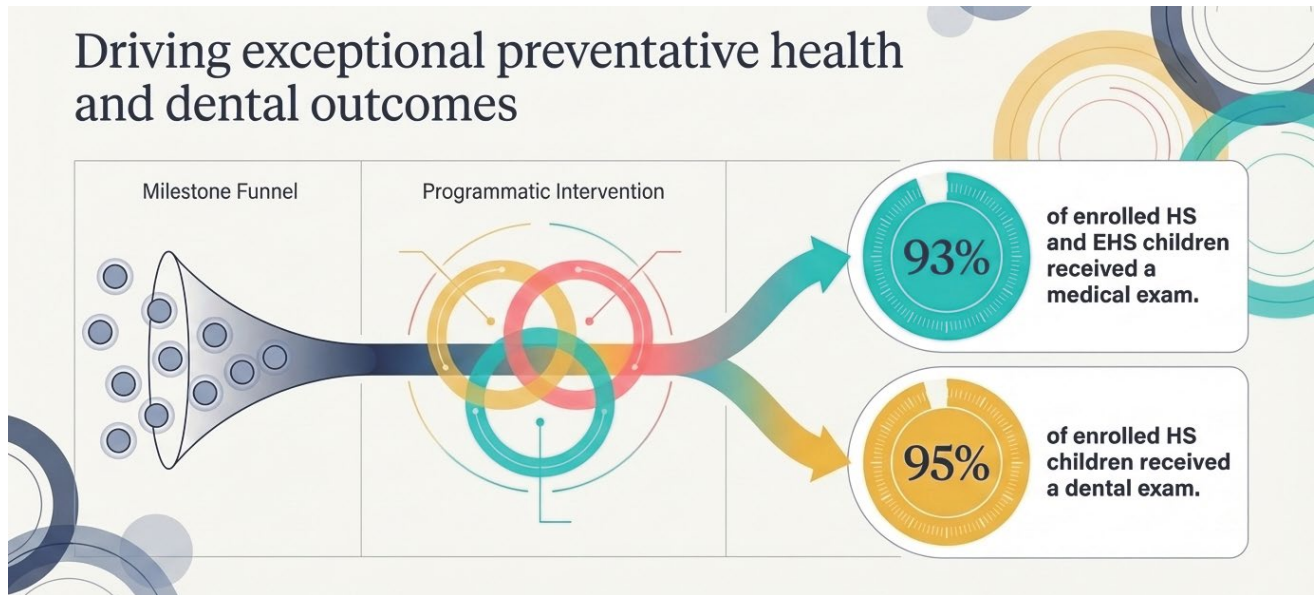 Driving exceptional preventative health
and dental outcomes
Milestone Funnel
Programmatic Intervention
93%
of enrolled HS
and EHS children
received a
medical exam.
95%
of enrolled HS
children received
a dental exam.